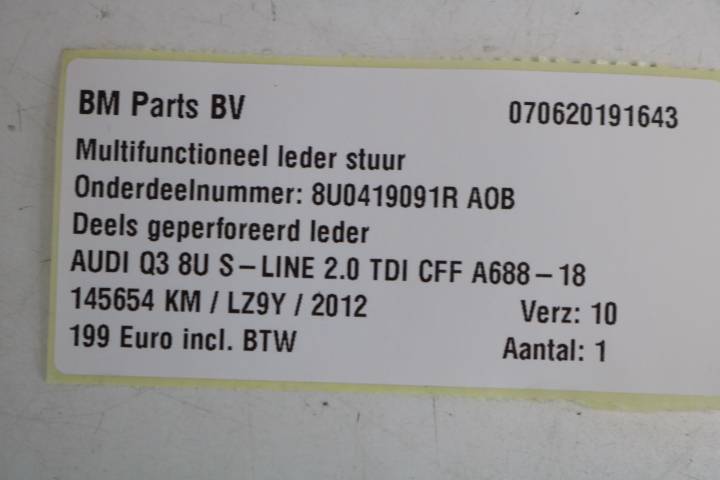 BM Parts BV 070620191643
Multifunctioneel leder stuur
Onderdeelnummer: 8U0419091R AOB
Deels geperforeerd leder
AUDI Q3 8U S-LINE 2.0 TDI CFF A688-18
145654 KM / LZ9Y / 2012 Verz: 10
199 Euro incl. BTW Aantal: 1